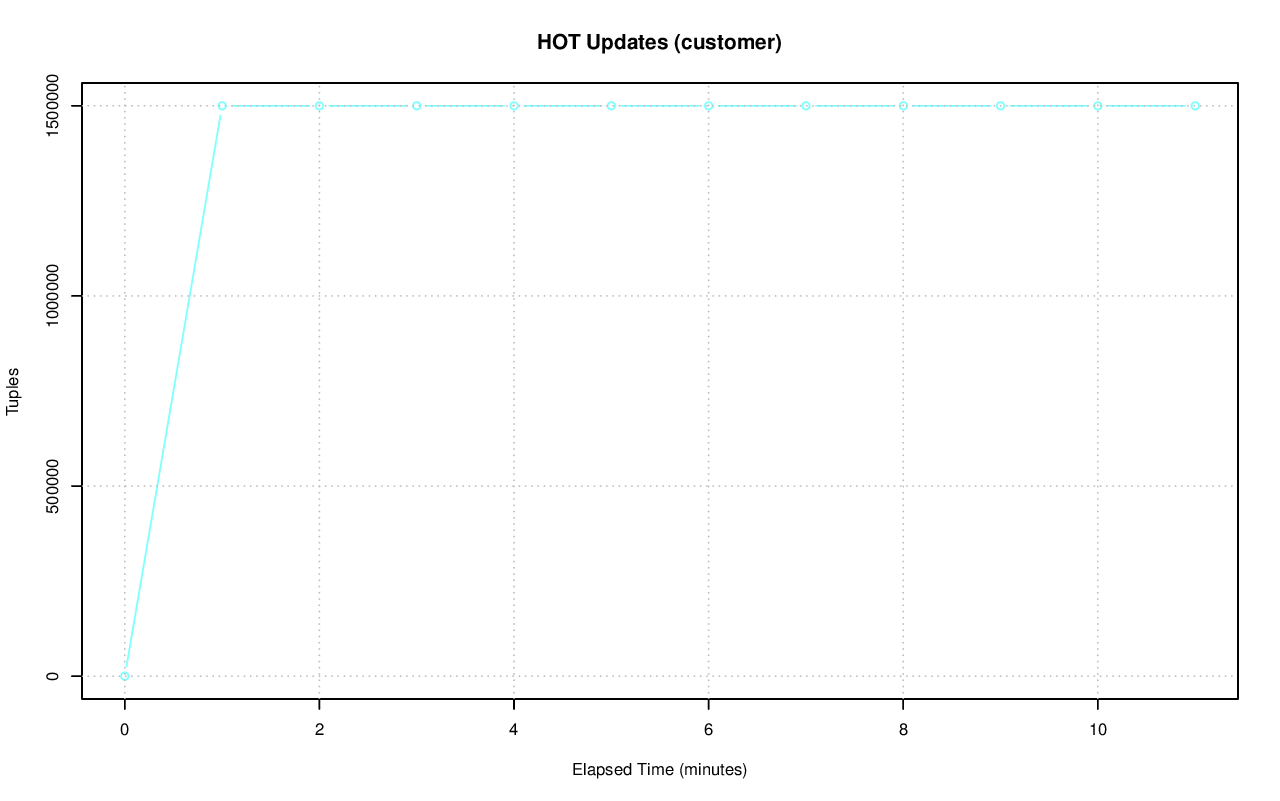 HOT Updates (customer)
1500000
1000000
500000
0
Tuples
0 2 4 6 8 10
Elapsed Time (minutes)